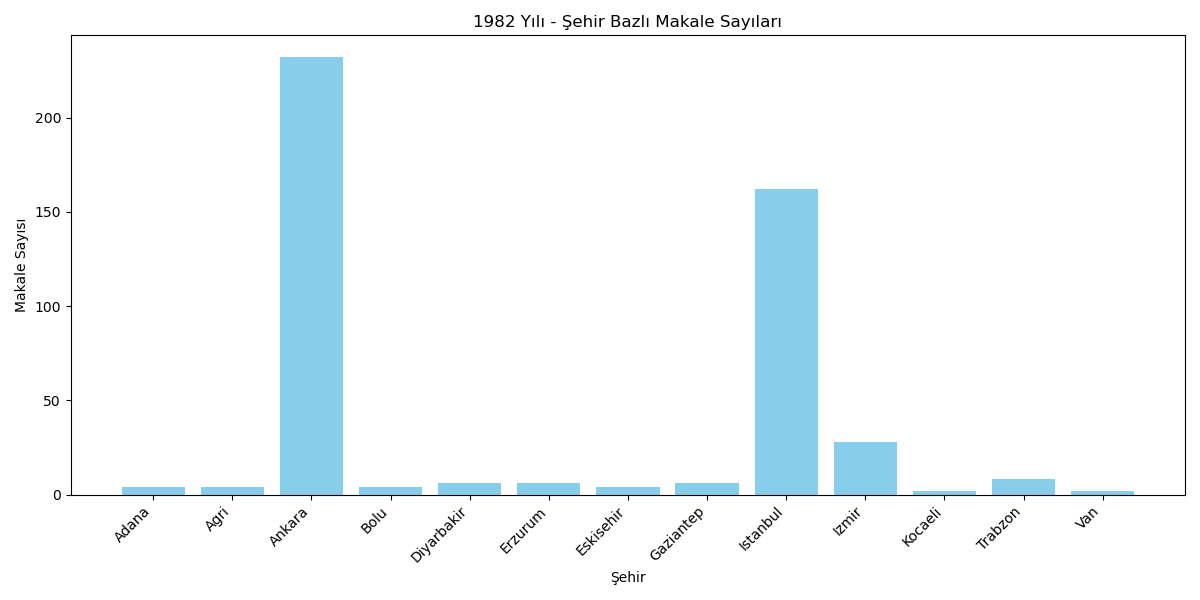 1982 Yılı - Şehir Bazlı Makale Sayıları
Makale Sayısı
200
150
100
50
0
Adana
Agri
Ankara
Bolu
Diyarbakir
Erzurum
Eskisehir
Gaziantep
Istanbul
Izmir
Kocaeli
Trabzon
Van
Şehir